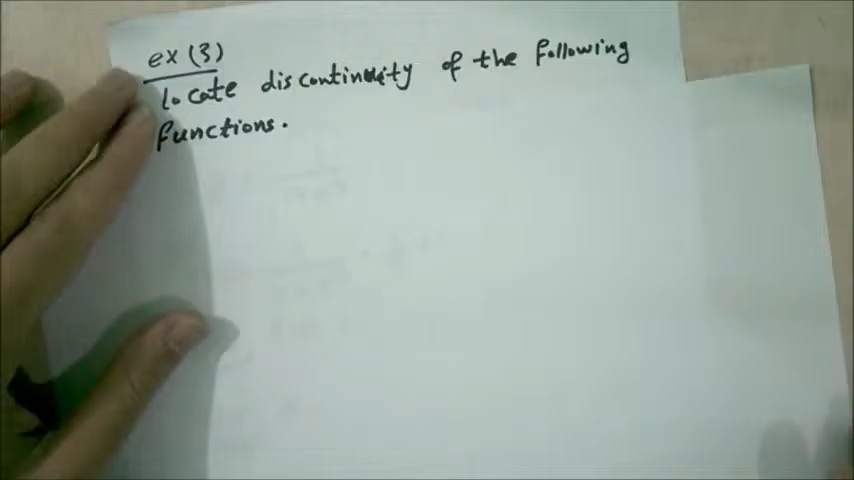 ex (3)
locate discontinuity of the following
functions.